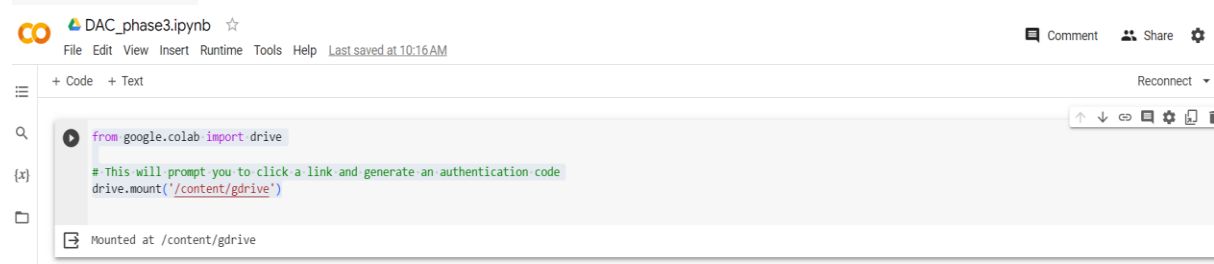 DAC_phase3.ipynb
File Edit View Insert Runtime Tools Help Last saved at 10:16 AM
Comment Share
+ Code + Text
Reconnect
from google.colab import drive
{x}
# This will prompt you to click a link and generate an authentication code
drive.mount('/content/gdrive')
Mounted at /content/gdrive